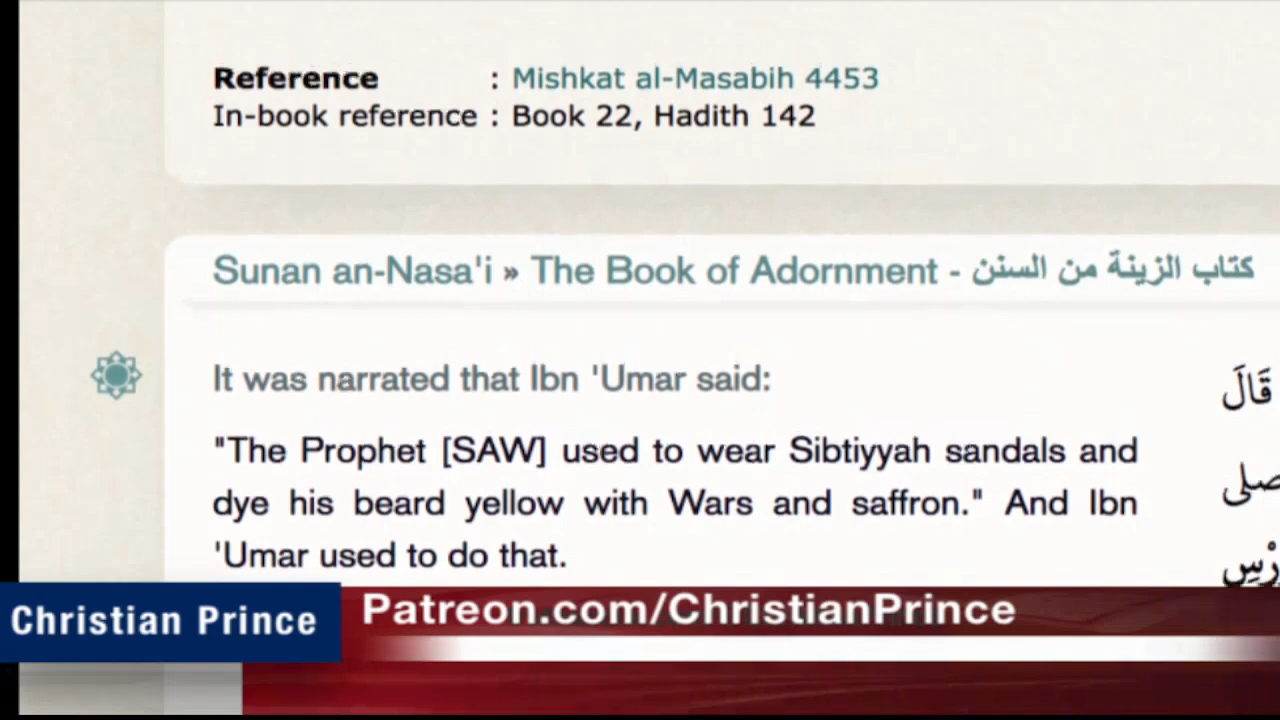 Reference : Mishkat al-Masabih 4453
In-book reference : Book 22, Hadith 142
Sunan an-Nasa'i » The Book of Adornment - كتاب الزينة من السنن
It was narrated that Ibn 'Umar said:
قَالَ
"The Prophet [SAW] used to wear Sibtiyyah sandals and
dye his beard yellow with Wars and saffron." And Ibn
صلى
'Umar used to do that.
Christian Prince
Patreon.com/ChristianPrince